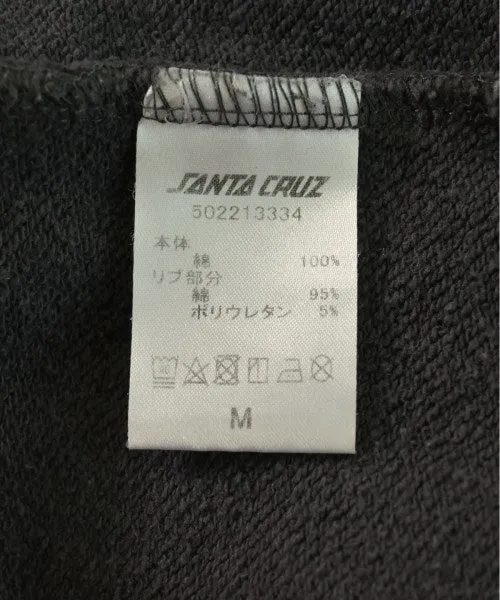 SANTA CRUZ
502213334
本体
綿 100%
リブ部分
綿 95%
ポリウレタン 5%
M